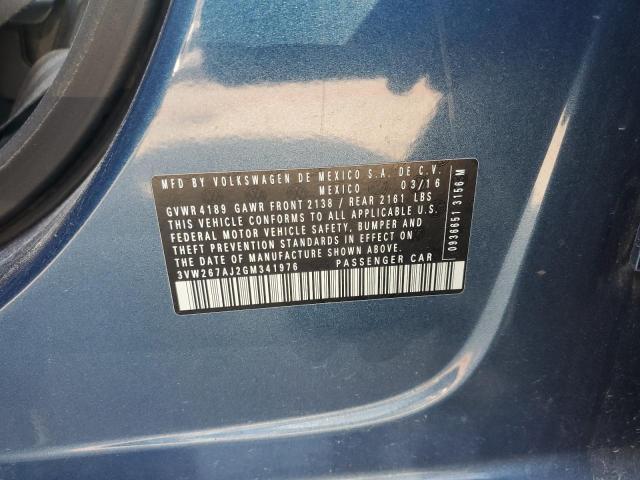 MFD BY VOLKSWAGEN DE MEXICO S.A. DE C.V.
MEXICO 03/16
GVWR 4189 GAWR FRONT 2138 / REAR 2161 LBS
THIS VEHICLE CONFORMS TO ALL APPLICABLE U.S.
FEDERAL MOTOR VEHICLE SAFETY, BUMPER AND
THEFT PREVENTION STANDARDS IN EFFECT ON
THE DATE OF MANUFACTURE SHOWN ABOVE.
3VW267AJ2GM341976 PASSENGER CAR
0936651 3156 M